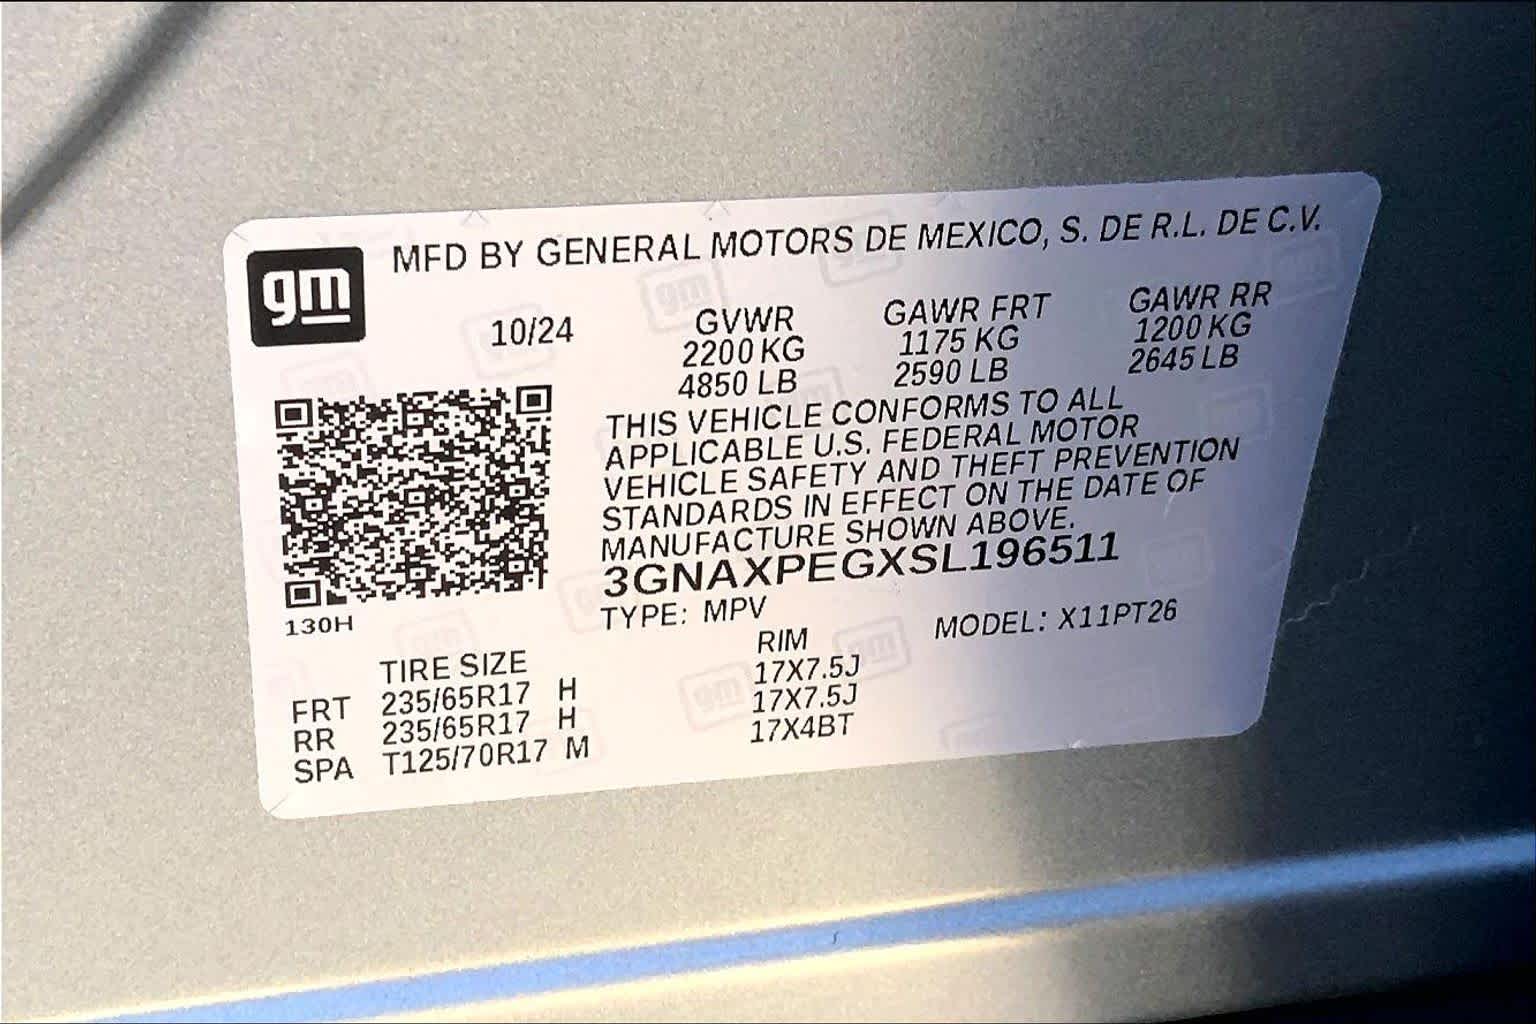 gm
MFD BY GENERAL MOTORS DE MEXICO, S. DE R.L. DE C.V.
10/24 GVWR GAWR FRT GAWR RR
2200 KG 1175 KG 1200 KG
4850 LB 2590 LB 2645 LB
THIS VEHICLE CONFORMS TO ALL
APPLICABLE U.S. FEDERAL MOTOR
VEHICLE SAFETY AND THEFT PREVENTION
STANDARDS IN EFFECT ON THE DATE OF
MANUFACTURE SHOWN ABOVE.
3GNAXPEGXSL196511
130H
TYPE: MPV MODEL: X11PT26
TIRE SIZE RIM
FRT 235/65R17 H 17X7.5J
RR 235/65R17 H 17X7.5J
SPA T125/70R17 M 17X4BT